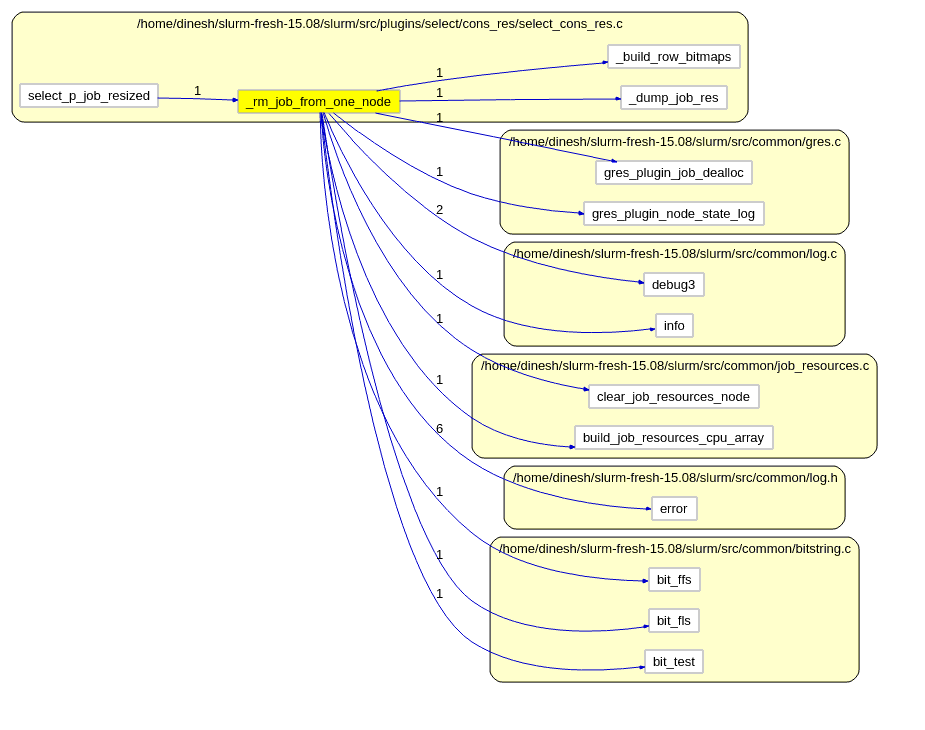 /home/dinesh/slurm-fresh-15.08/slurm/src/plugins/select/cons_res/select_cons_res.c
_build_row_bitmaps
1
select_p_job_resized
1
_rm_job_from_one_node
1
_dump_job_res
1
/home/dinesh/slurm-fresh-15.08/slurm/src/common/gres.c
gres_plugin_job_dealloc
1
gres_plugin_node_state_log
2
/home/dinesh/slurm-fresh-15.08/slurm/src/common/log.c
debug3
1
info
1
/home/dinesh/slurm-fresh-15.08/slurm/src/common/job_resources.c
clear_job_resources_node
1
build_job_resources_cpu_array
6
/home/dinesh/slurm-fresh-15.08/slurm/src/common/log.h
error
1
/home/dinesh/slurm-fresh-15.08/slurm/src/common/bitstring.c
bit_ffs
1
bit_fls
1
bit_test